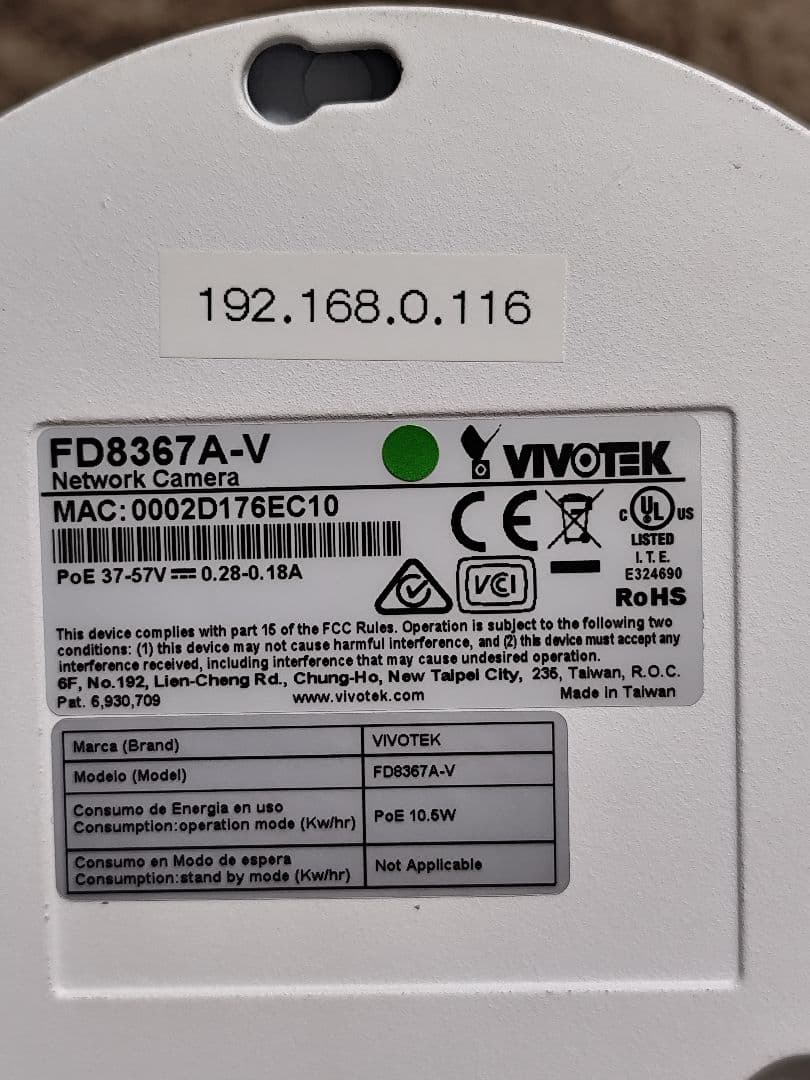 192.168.0.116
FD8367A-V
Network Camera
VIVOTEK
MAC:0002D176EC10
PoE 37-57V 0.28-0.18A
CE
c UL US
LISTED
I.T.E.
E324690
RoHS
VCI
This device complies with part 15 of the FCC Rules. Operation is subject to the following two
conditions: (1) this device may not cause harmful interference, and (2) this device must accept any
interference received, including interference that may cause undesired operation.
6F, No.192, Lien-Cheng Rd., Chung-Ho, New Taipei City, 235, Taiwan, R.O.C.
Pat. 6,930,709 www.vivotek.com Made in Taiwan
Marca (Brand) VIVOTEK
Modelo (Model) FD8367A-V
Consumo de Energia en uso
Consumption:operation mode (Kw/hr) PoE 10.5W
Consumo en Modo de espera
Consumption:stand by mode (Kw/hr) Not Applicable